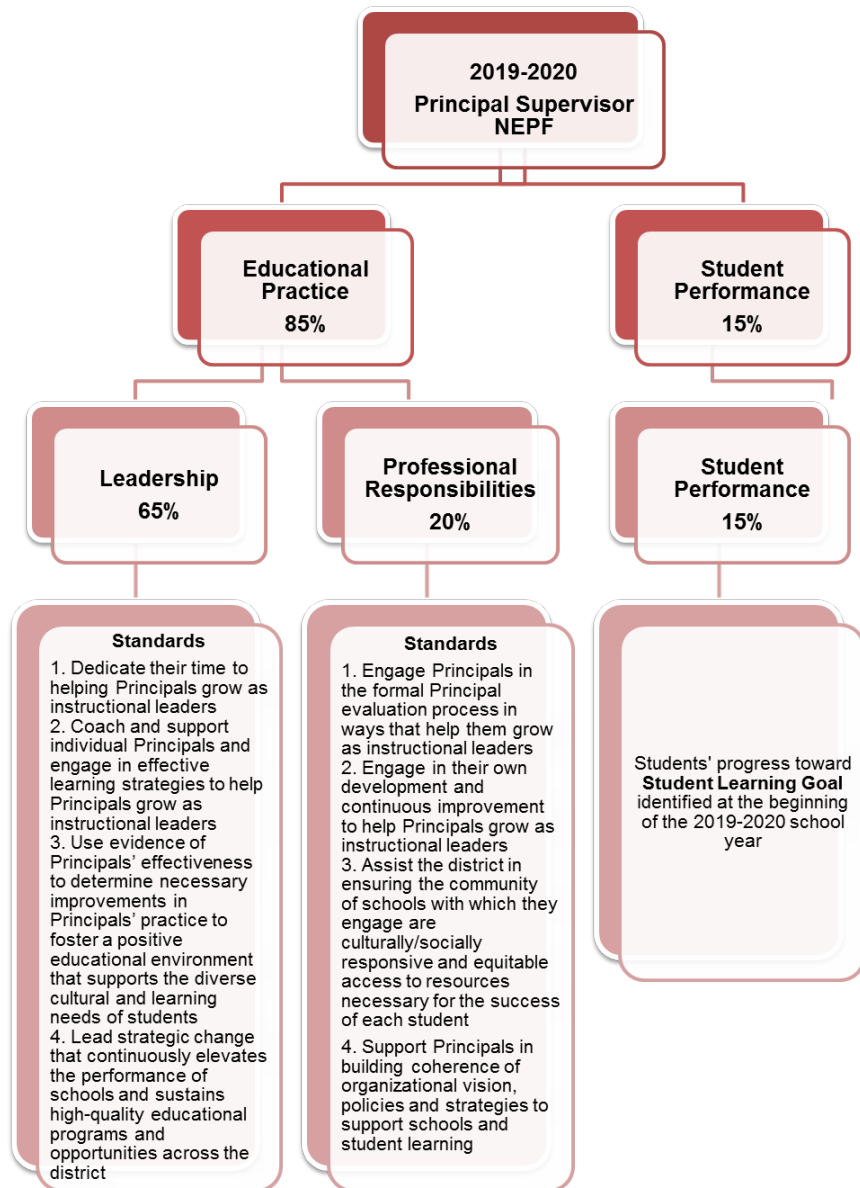 2019-2020
Principal Supervisor
NEPF
Educational
Practice
85%
Student
Performance
15%
Leadership
65%
Professional
Responsibilities
20%
Student
Performance
15%
Standards
1. Dedicate their time to
helping Principals grow as
instructional leaders
2. Coach and support
individual Principals and
engage in effective
learning strategies to help
Principals grow as
instructional leaders
3. Use evidence of
Principals’ effectiveness
to determine necessary
improvements in
Principals’ practice to
foster a positive
educational environment
that supports the diverse
cultural and learning
needs of students
4. Lead strategic change
that continuously elevates
the performance of
schools and sustains
high-quality educational
programs and
opportunities across the
district
Standards
1. Engage Principals in
the formal Principal
evaluation process in
ways that help them grow
as instructional leaders
2. Engage in their own
development and
continuous improvement
to help Principals grow as
instructional leaders
3. Assist the district in
ensuring the community
of schools with which they
engage are
culturally/socially
responsive and equitable
access to resources
necessary for the success
of each student
4. Support Principals in
building coherence of
organizational vision,
policies and strategies to
support schools and
student learning
Students' progress toward
Student Learning Goal
identified at the beginning
of the 2019-2020 school
year